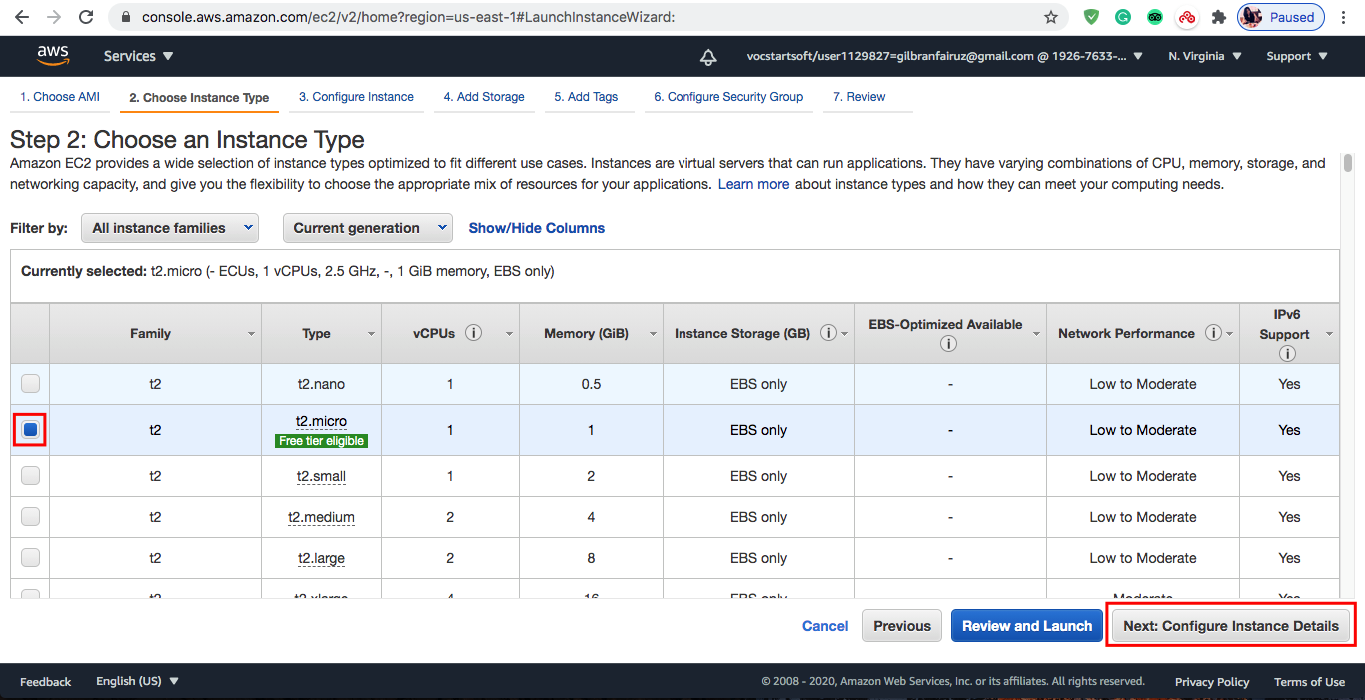 console.aws.amazon.com/ec2/v2/home?region=us-east-1#LaunchInstanceWizard:
Paused
aws
Services
vocstartsoft/user1129827=gilbranfairuz@gmail.com @ 1926-7633-...
N. Virginia
Support
1. Choose AMI
2. Choose Instance Type
3. Configure Instance
4. Add Storage
5. Add Tags
6. Configure Security Group
7. Review
Step 2: Choose an Instance Type
Amazon EC2 provides a wide selection of instance types optimized to fit different use cases. Instances are virtual servers that can run applications. They have varying combinations of CPU, memory, storage, and
networking capacity, and give you the flexibility to choose the appropriate mix of resources for your applications. Learn more about instance types and how they can meet your computing needs.
Filter by: All instance families Current generation Show/Hide Columns
Currently selected: t2.micro (- ECUs, 1 vCPUs, 2.5 GHz, -, 1 GiB memory, EBS only)
Family Type vCPUs Memory (GiB) Instance Storage (GB) EBS-Optimized Available Network Performance IPv6 Support
t2 t2.nano 1 0.5 EBS only - Low to Moderate Yes
t2 t2.micro 1 1 EBS only - Low to Moderate Yes
Free tier eligible
t2 t2.small 1 2 EBS only - Low to Moderate Yes
t2 t2.medium 2 4 EBS only - Low to Moderate Yes
t2 t2.large 2 8 EBS only - Low to Moderate Yes
t2 t2.xlarge 4 16 EBS only - Moderate Yes
Cancel
Previous
Review and Launch
Next: Configure Instance Details
Feedback
English (US)
© 2008 - 2020, Amazon Web Services, Inc. or its affiliates. All rights reserved.
Privacy Policy
Terms of Use